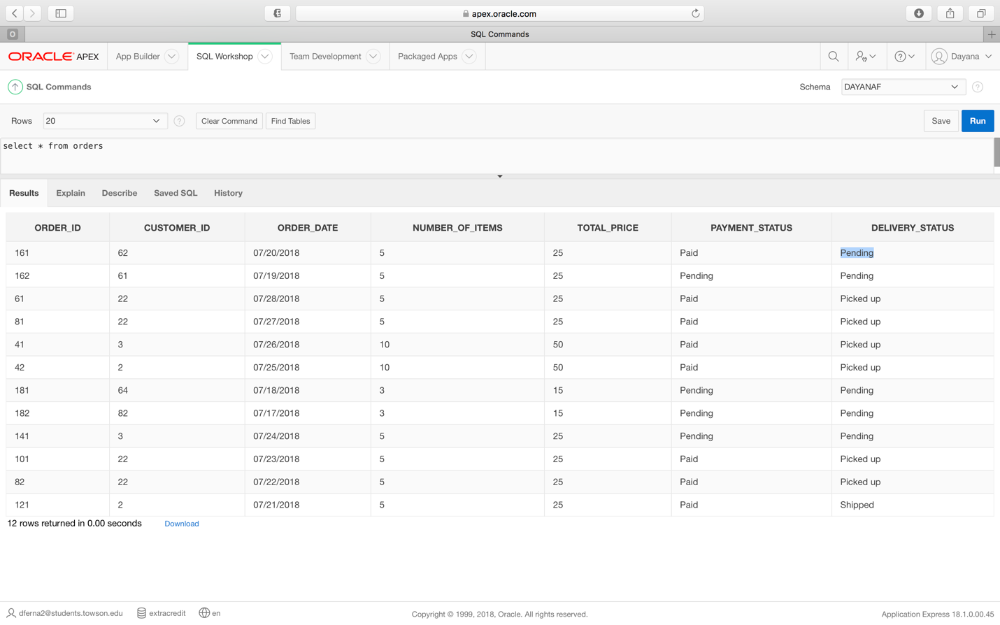 apex.oracle.com
O SQL Commands
ORACLE APEX App Builder SQL Workshop Team Development Packaged Apps ? Dayana
SQL Commands Schema DAYANAF ?
Rows 20 ? Clear Command Find Tables Save Run
select * from orders
Results Explain Describe Saved SQL History
ORDER_ID CUSTOMER_ID ORDER_DATE NUMBER_OF_ITEMS TOTAL_PRICE PAYMENT_STATUS DELIVERY_STATUS
161 62 07/20/2018 5 25 Paid Pending
162 61 07/19/2018 5 25 Pending Pending
61 22 07/28/2018 5 25 Paid Picked up
81 22 07/27/2018 5 25 Paid Picked up
41 3 07/26/2018 10 50 Paid Picked up
42 2 07/25/2018 10 50 Paid Picked up
181 64 07/18/2018 3 15 Pending Pending
182 82 07/17/2018 3 15 Pending Pending
141 3 07/24/2018 5 25 Pending Pending
101 22 07/23/2018 5 25 Paid Picked up
82 22 07/22/2018 5 25 Paid Picked up
121 2 07/21/2018 5 25 Paid Shipped
12 rows returned in 0.00 seconds Download
dferna2@students.towson.edu extracredit en Copyright © 1999, 2018, Oracle. All rights reserved. Application Express 18.1.0.00.45